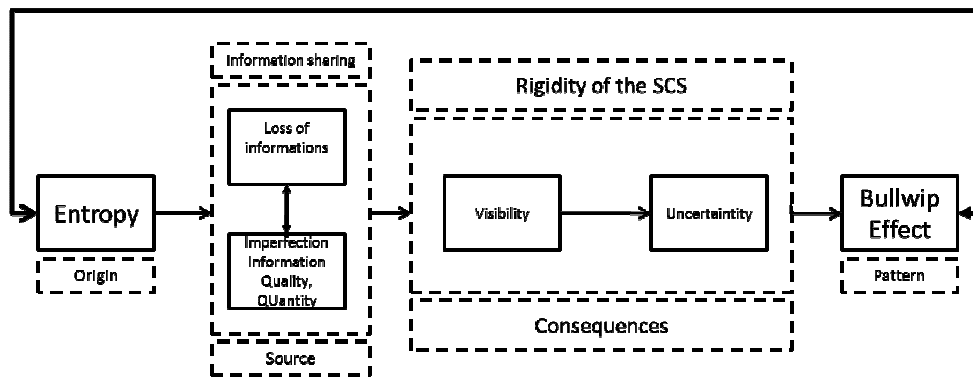 Information sharing
Rigidity of the SCS
Loss of
informations
Entropy
Visibility
Uncertaintity
Bullwip
Effect
Imperfection
Information
Quality,
QUantity
Origin
Pattern
Consequences
Source